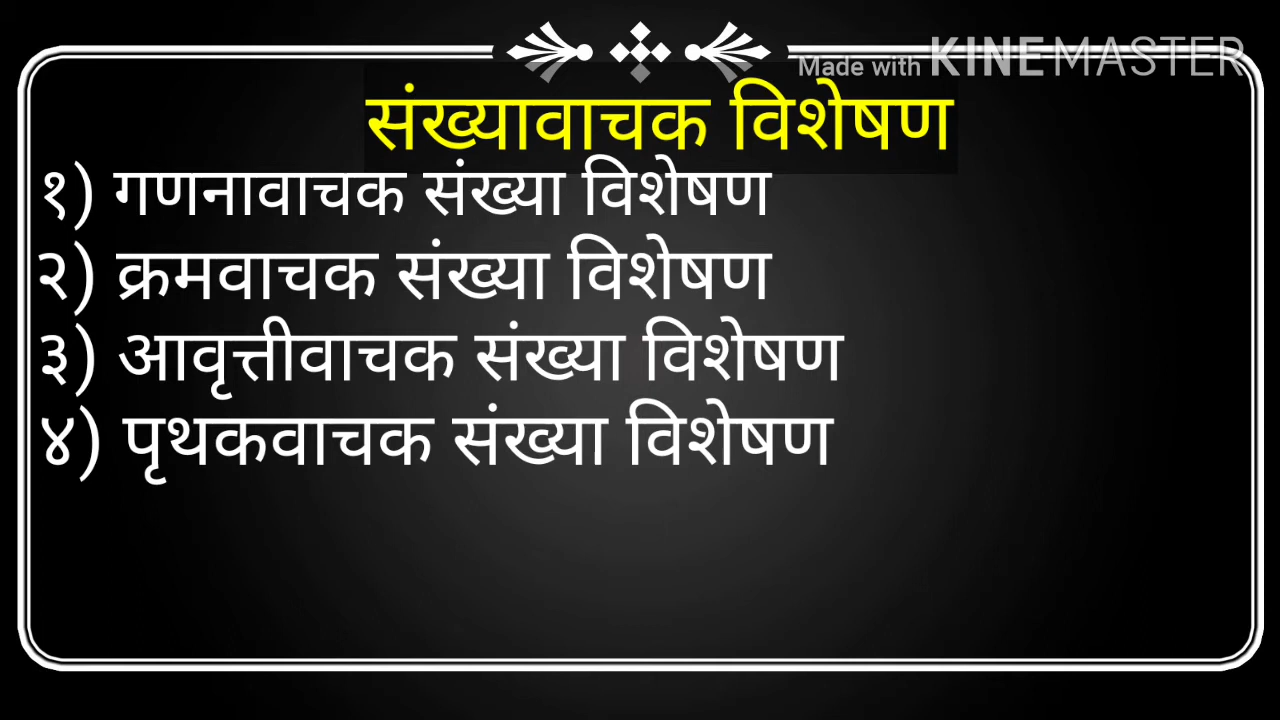 Made with KINEMASTER
संख्यावाचक विशेषण
१) गणनावाचक संख्या विशेषण
२) क्रमवाचक संख्या विशेषण
३) आवृत्तीवाचक संख्या विशेषण
४) पृथकवाचक संख्या विशेषण